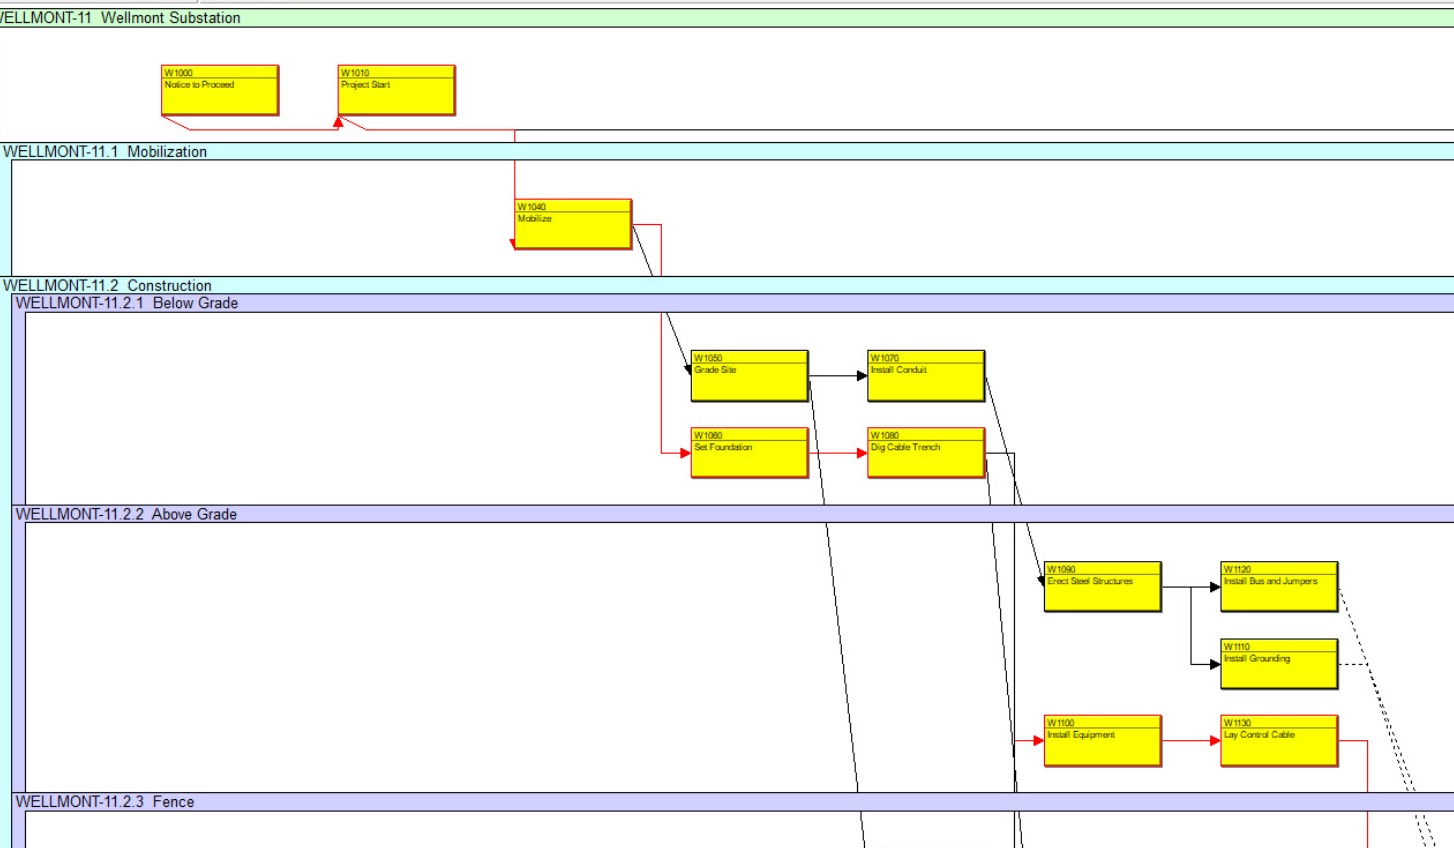 WELLMONT-11 Wellmont Substation
W1000
Notice to Proceed
W1010
Project Start
WELLMONT-11.1 Mobilization
W1040
Mobilize
WELLMONT-11.2 Construction
WELLMONT-11.2.1 Below Grade
W1050
Grade Site
W1070
Install Conduit
W1060
Set Foundation
W1080
Dig Cable Trench
WELLMONT-11.2.2 Above Grade
W1090
Erect Steel Structures
W1120
Install Bus and Jumpers
W1110
Install Grounding
W1100
Install Equipment
W1130
Lay Control Cable
WELLMONT-11.2.3 Fence